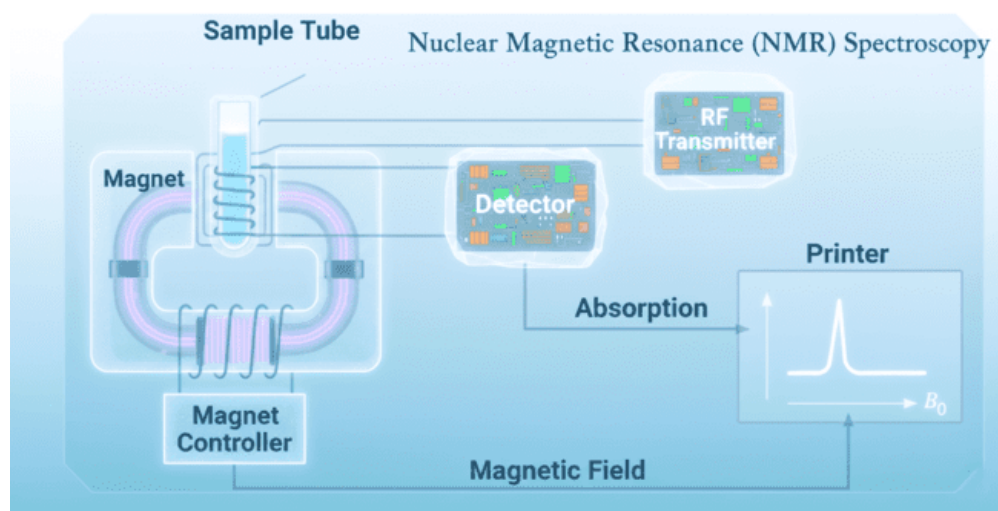 Sample Tube
Nuclear Magnetic Resonance (NMR) Spectroscopy
RF
Transmitter
Magnet
Detector
Printer
Absorption
B₀
Magnet
Controller
Magnetic Field